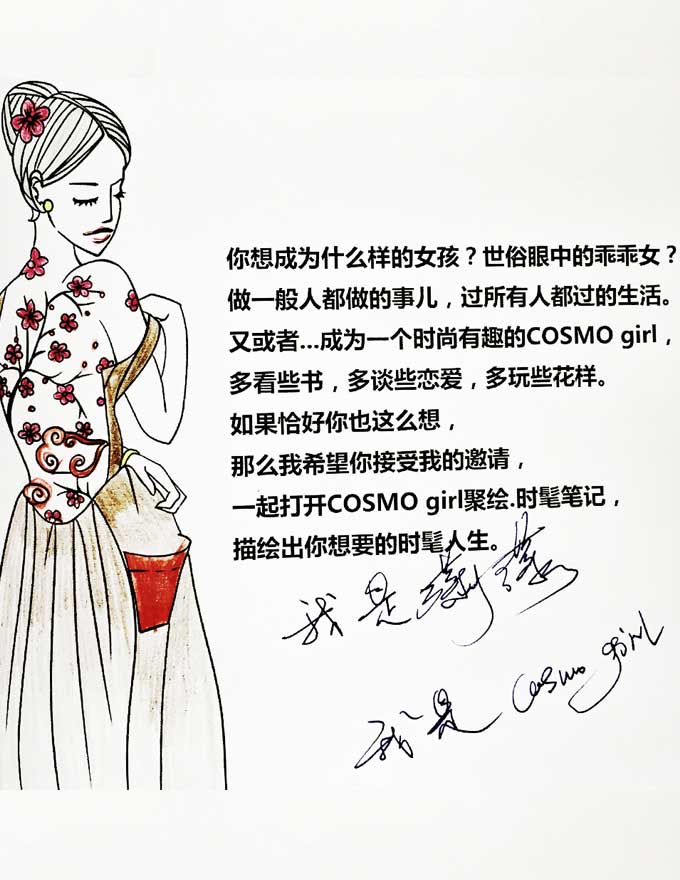 你想成为什么样的女孩？世俗眼中的乖乖女？
做一般人都做的事儿，过所有人都过的生活。
又或者...成为一个时尚有趣的COSMO girl，
多看些书，多谈些恋爱，多玩些花样。
如果恰好你也这么想，
那么我希望你接受我的邀请，
一起打开COSMO girl聚绘.时髦笔记，
描绘出你想要的时髦人生。
我是
我是 Cosmo girl